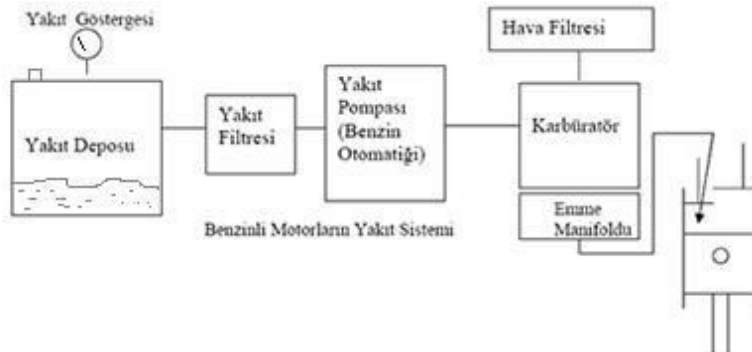 Yakıt Göstergesi
Yakıt Deposu
Yakıt
Filtresi
Yakıt
Pompası
(Benzin
Otomatiği)
Hava Filtresi
Karbüratör
Emme
Manifoldu
Benzinli Motorların Yakıt Sistemi